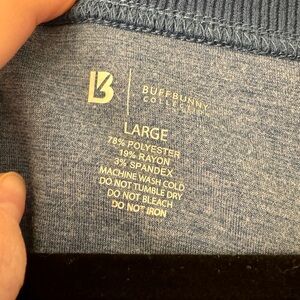 B
BUFFBUNNY
COLLECTION
LARGE
78% POLYESTER
19% RAYON
3% SPANDEX
MACHINE WASH COLD
DO NOT TUMBLE DRY
DO NOT BLEACH
DO NOT IRON